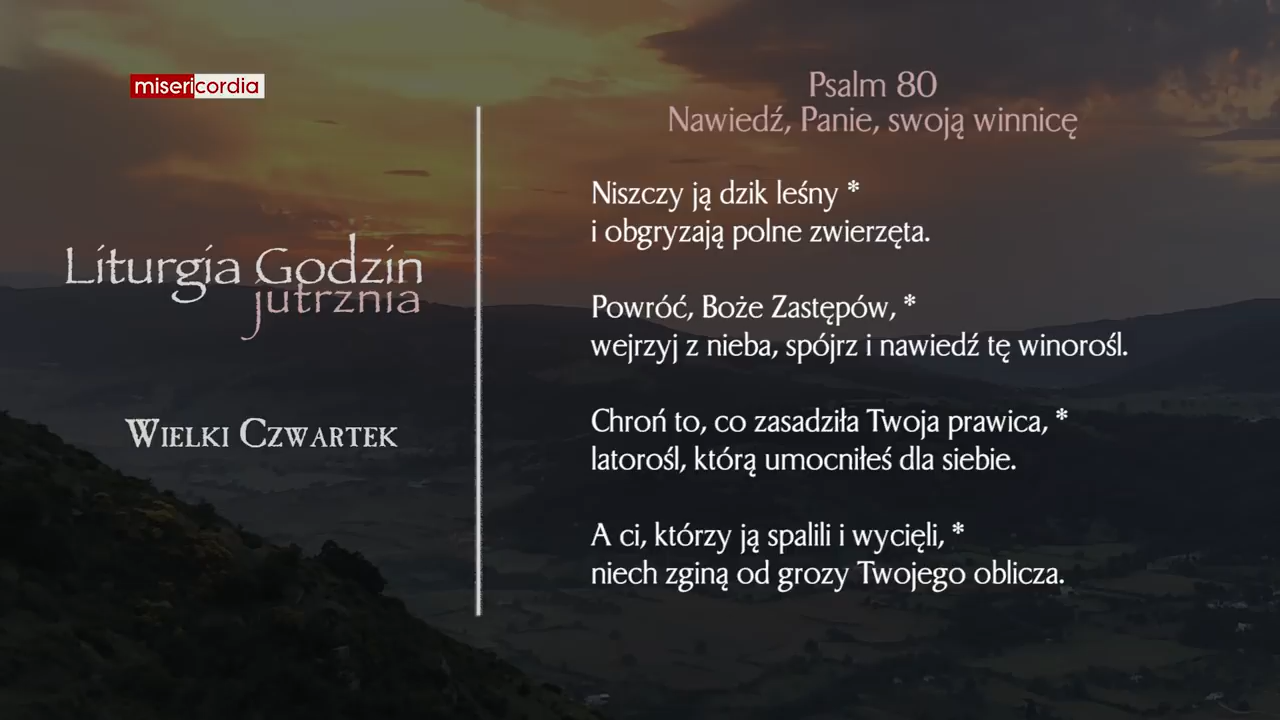 misericordia
Liturgia Godzin
jutrznia
Wielki Czwartek
Psalm 80
Nawiedź, Panie, swoją winnicę
Niszczy ją dzik leśny *
i obgryzają polne zwierzęta.
Powróć, Boże Zastępów, *
wejrzyj z nieba, spójrz i nawiedź tę winorośl.
Chroń to, co zasadziła Twoja prawica, *
latorośl, którą umocniłeś dla siebie.
A ci, którzy ją spalili i wycięli, *
niech zginą od grozy Twojego oblicza.